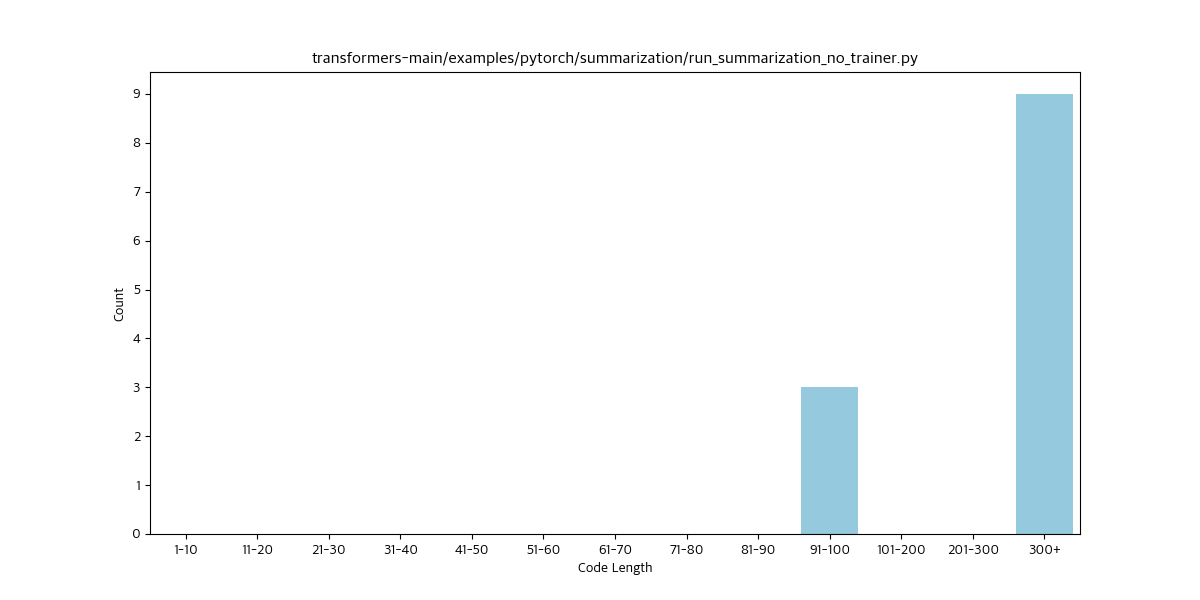 transformers-main/examples/pytorch/summarization/run_summarization_no_trainer.py
9
8
7
6
5
4
3
2
1
0
Count
1-10 11-20 21-30 31-40 41-50 51-60 61-70 71-80 81-90 91-100 101-200 201-300 300+
Code Length